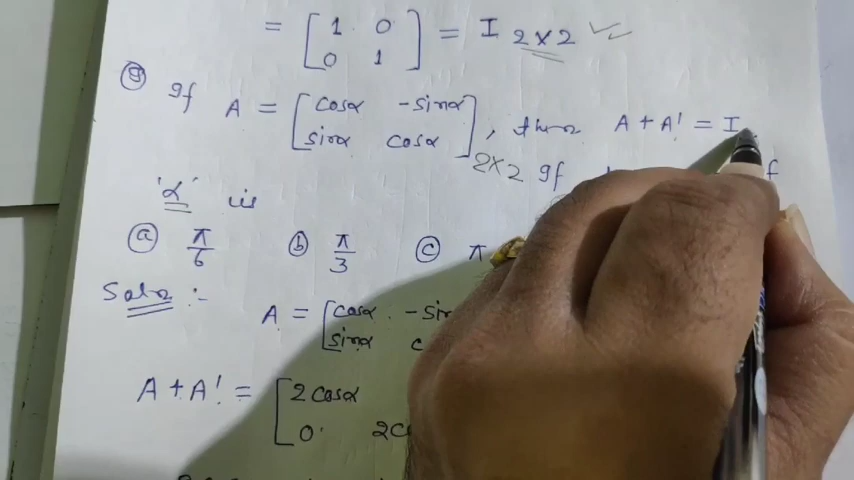 = [ 1 0 ] = I 2×2
0 1
⑨ If A = [ cosα -sinα ], then A + A' = I
sinα cosα
2×2 If
'α' is
ⓐ π/6 ⓑ π/3 ⓒ π
Soln :-
A = [ cosα -sin
sinα c
A + A' = [ 2cosα
0 2c